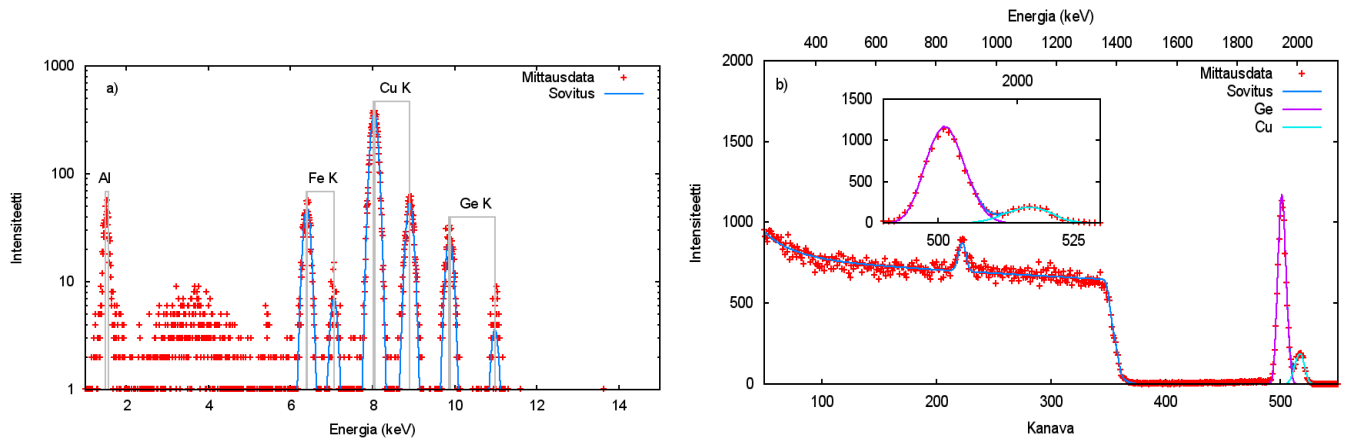 1000
100
10
1
Intensiteetti
a)
Mittausdata
Sovitus
Cu K
Al
Fe K
Ge K
2 4 6 8 10 12 14
Energia (keV)
Energia (keV)
400 600 800 1000 1200 1400 1600 1800 2000
2000
1500
1000
500
0
Intensiteetti
b)
Mittausdata
Sovitus
Ge
Cu
2000
1500
1000
500
0
500 525
100 200 300 400 500
Kanava